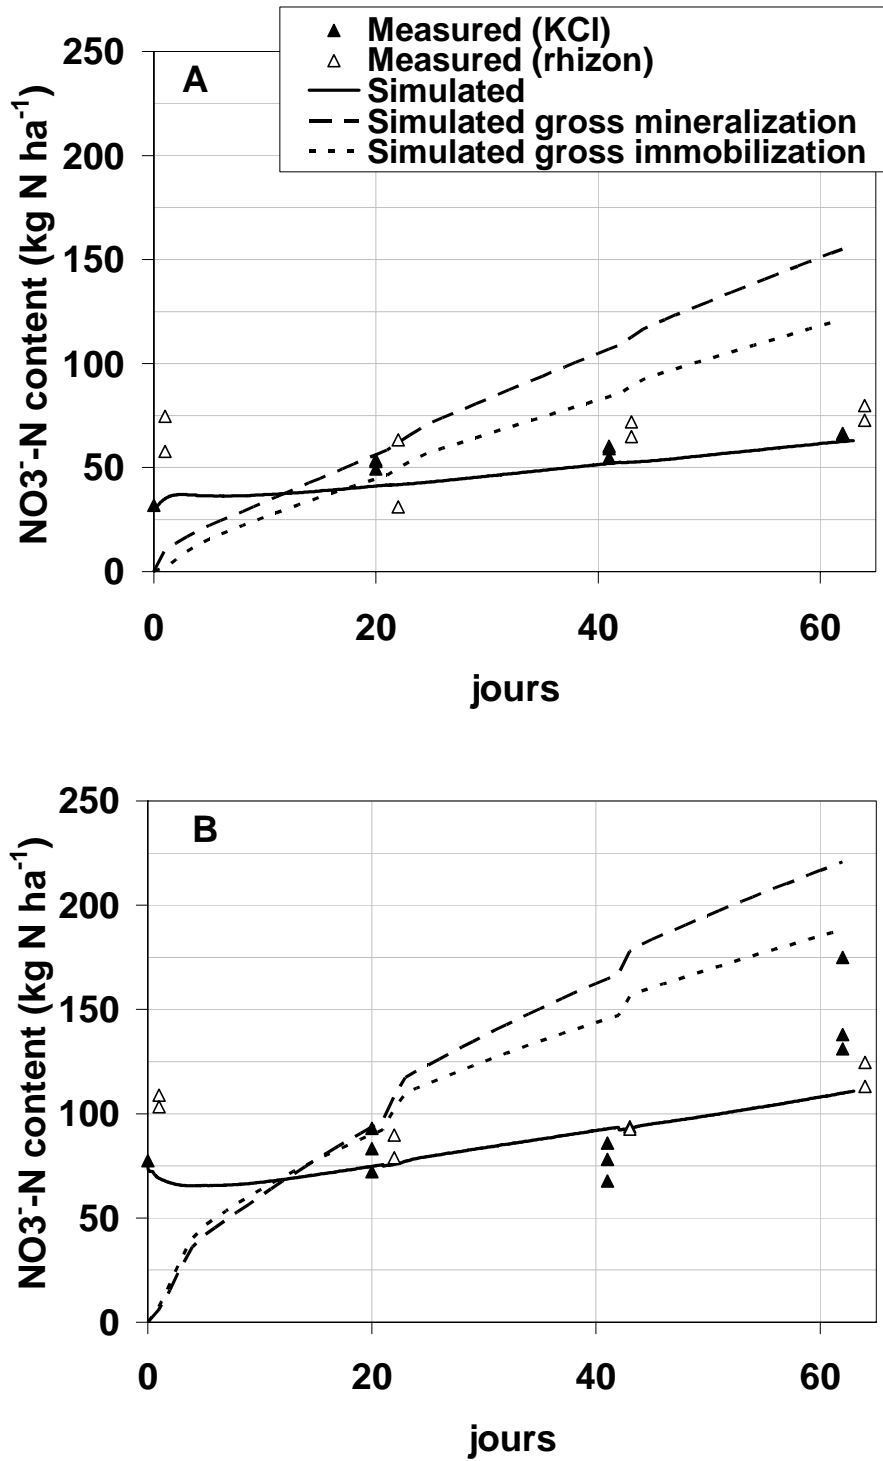 Measured (KCl)
Measured (rhizon)
Simulated
Simulated gross mineralization
Simulated gross immobilization
A
NO3⁻-N content (kg N ha⁻¹)
250
200
150
100
50
0
0 20 40 60
jours
B
NO3⁻-N content (kg N ha⁻¹)
250
200
150
100
50
0
0 20 40 60
jours